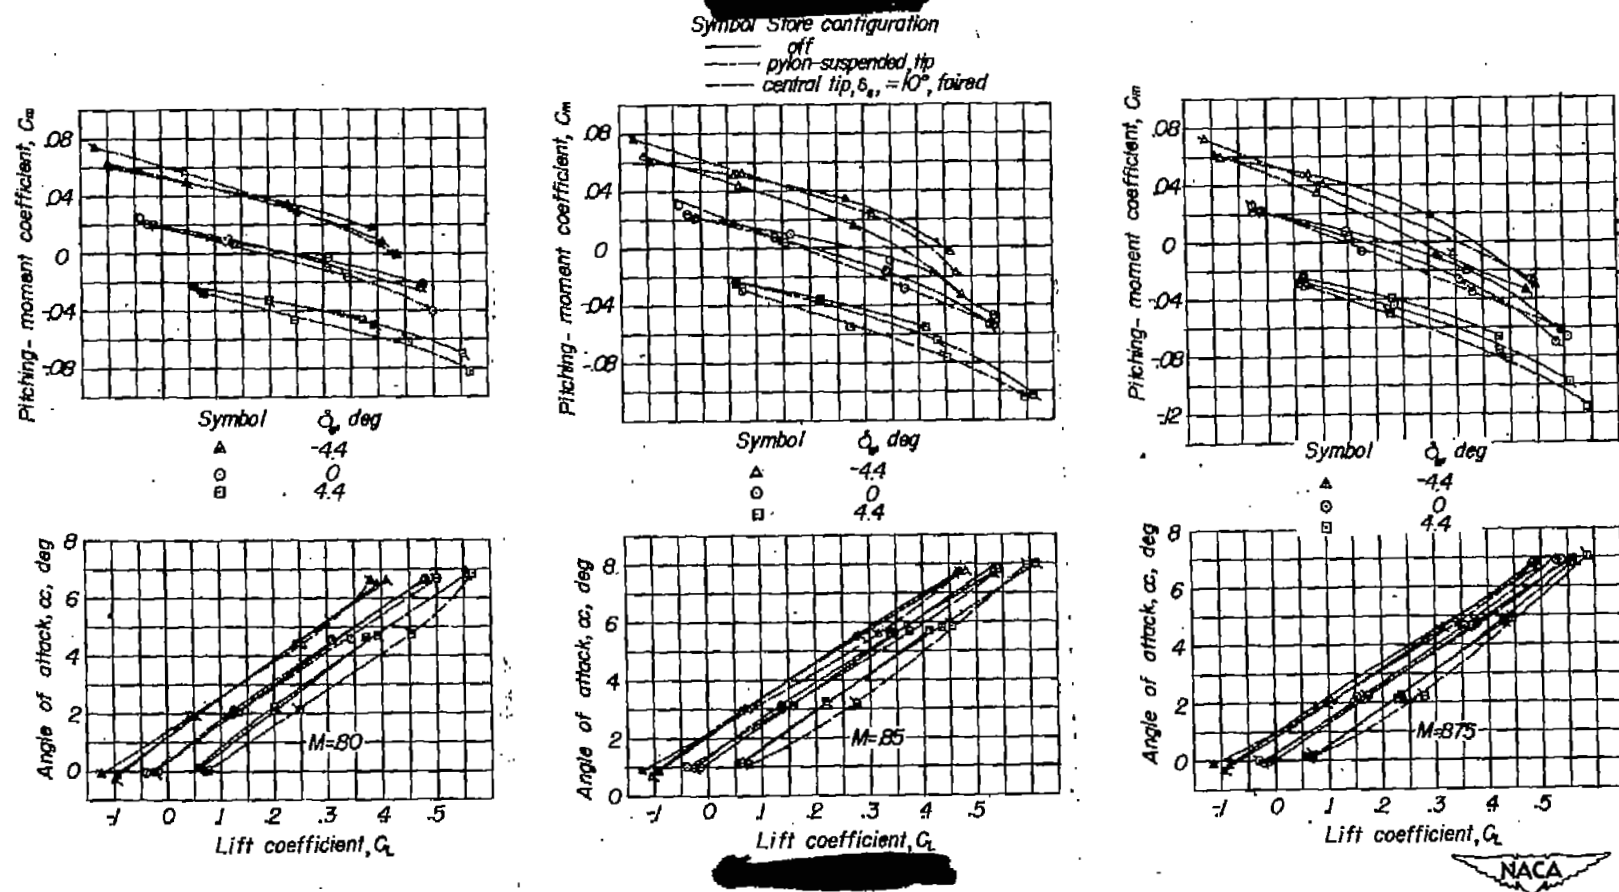 Symbol Store configuration
off
pylon-suspended, tip
central tip, δₐ, = 10°, faired
Pitching-moment coefficient, Cm
.08
.04
0
-.04
-.08
Symbol δ, deg
-4.4
0
4.4
Angle of attack, α, deg
8
6
4
2
0
M=.80
-.1 0 .1 .2 .3 .4 .5
Lift coefficient, CL
Pitching-moment coefficient, Cm
.08
.04
0
-.04
-.08
Symbol δ, deg
-4.4
0
4.4
Angle of attack, α, deg
8
6
4
2
0
M=.85
-.1 0 .1 .2 .3 .4 .5
Lift coefficient, CL
Pitching-moment coefficient, Cm
.08
.04
0
-.04
-.08
-.12
Symbol δ, deg
-4.4
0
4.4
Angle of attack, α, deg
8
6
4
2
0
M=.875
-.1 0 .1 .2 .3 .4 .5
Lift coefficient, CL
NACA